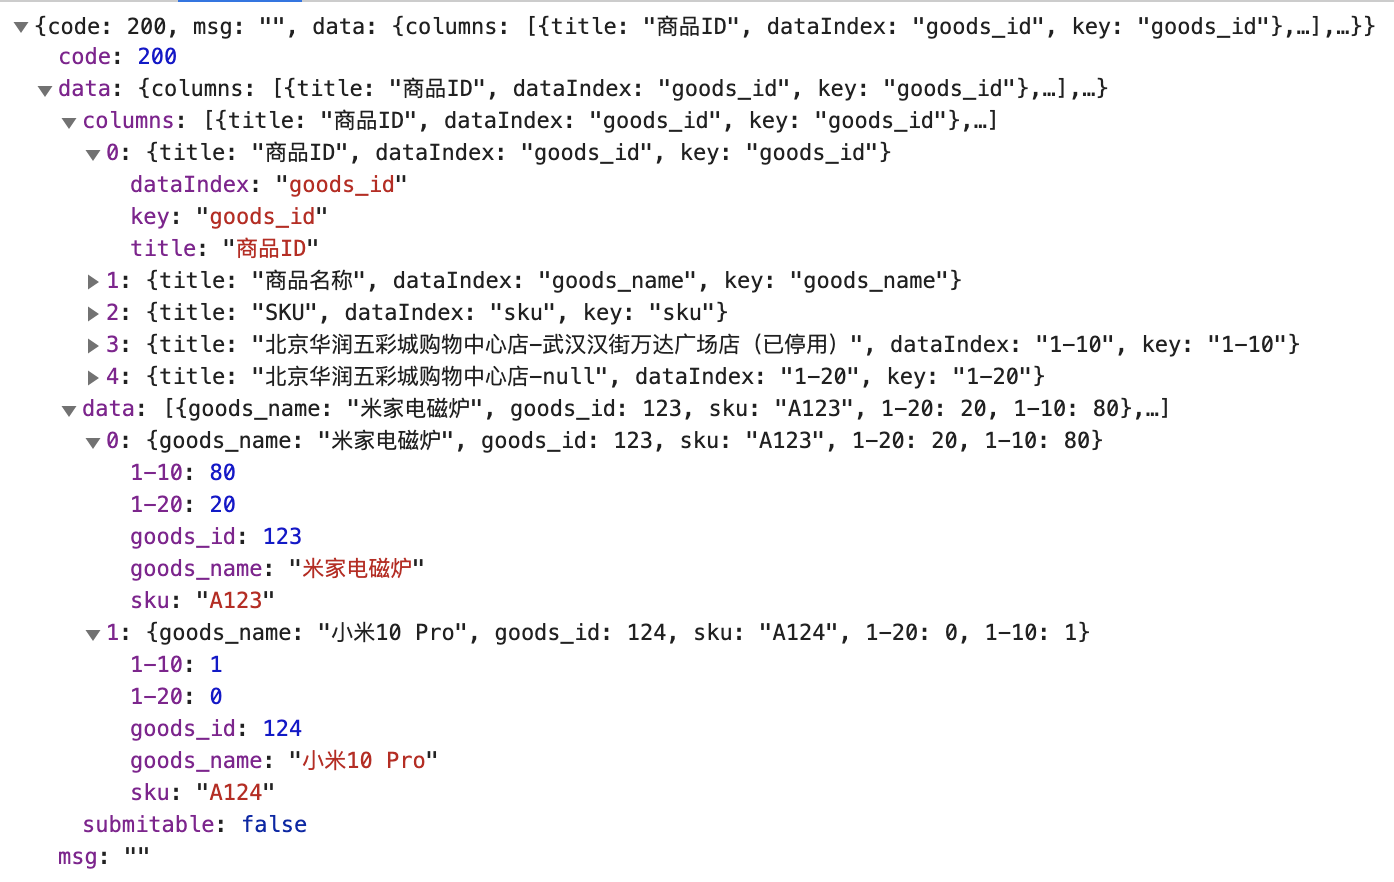 {code: 200, msg: "", data: {columns: [{title: "商品ID", dataIndex: "goods_id", key: "goods_id"},…],…}}
code: 200
data: {columns: [{title: "商品ID", dataIndex: "goods_id", key: "goods_id"},…],…}
columns: [{title: "商品ID", dataIndex: "goods_id", key: "goods_id"},…]
0: {title: "商品ID", dataIndex: "goods_id", key: "goods_id"}
dataIndex: "goods_id"
key: "goods_id"
title: "商品ID"
1: {title: "商品名称", dataIndex: "goods_name", key: "goods_name"}
2: {title: "SKU", dataIndex: "sku", key: "sku"}
3: {title: "北京华润五彩城购物中心店-武汉汉街万达广场店（已停用）", dataIndex: "1-10", key: "1-10"}
4: {title: "北京华润五彩城购物中心店-null", dataIndex: "1-20", key: "1-20"}
data: [{goods_name: "米家电磁炉", goods_id: 123, sku: "A123", 1-20: 20, 1-10: 80},…]
0: {goods_name: "米家电磁炉", goods_id: 123, sku: "A123", 1-20: 20, 1-10: 80}
1-10: 80
1-20: 20
goods_id: 123
goods_name: "米家电磁炉"
sku: "A123"
1: {goods_name: "小米10 Pro", goods_id: 124, sku: "A124", 1-20: 0, 1-10: 1}
1-10: 1
1-20: 0
goods_id: 124
goods_name: "小米10 Pro"
sku: "A124"
submitable: false
msg: ""